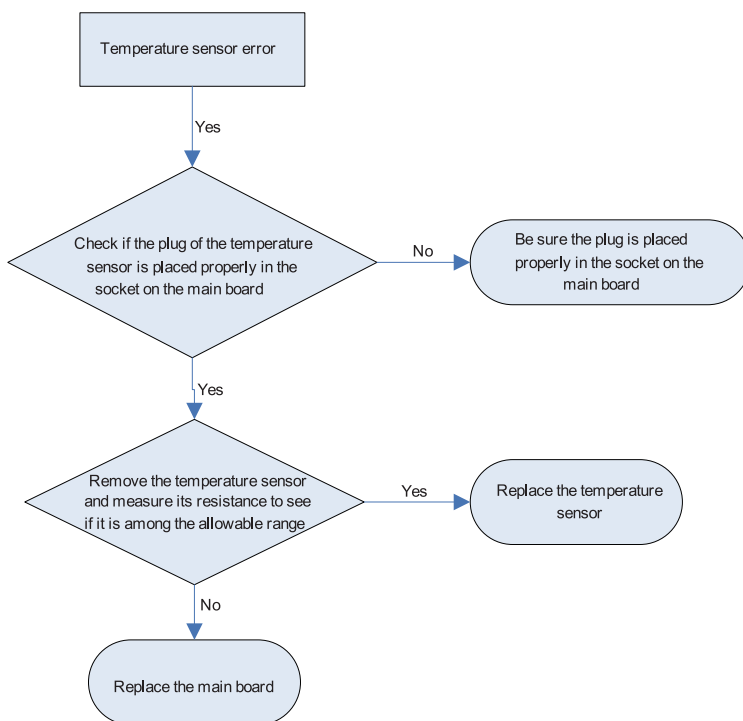 Temperature sensor error
Yes
Check if the plug of the temperature
sensor is placed properly in the
socket on the main board
No
Be sure the plug is placed
properly in the socket on the
main board
Yes
Remove the temperature sensor
and measure its resistance to see
if it is among the allowable range
Yes
Replace the temperature
sensor
No
Replace the main board